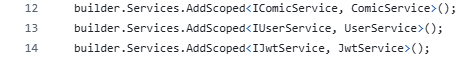 12 builder.Services.AddScoped<IComicService, ComicService>();
13 builder.Services.AddScoped<IUserService, UserService>();
14 builder.Services.AddScoped<IJwtService, JwtService>();